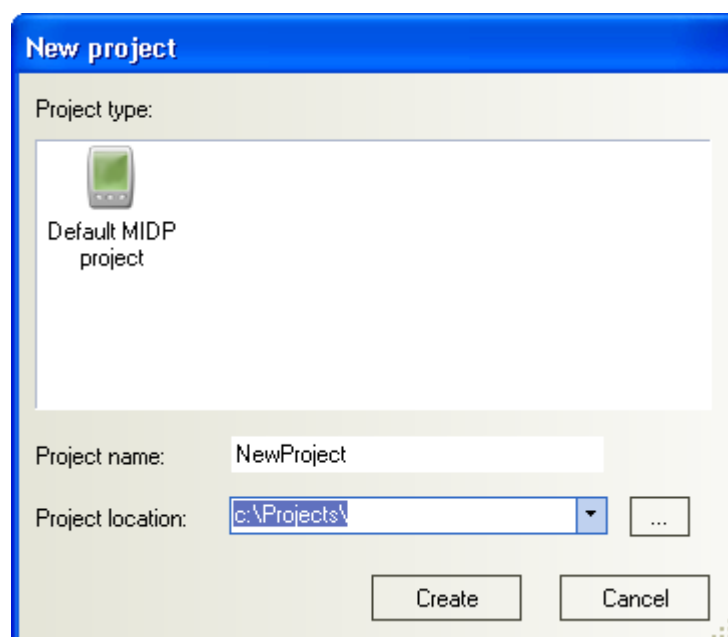 New project
Project type:
Default MIDP
project
Project name: NewProject
Project location: c:\Projects\ ...
Create Cancel